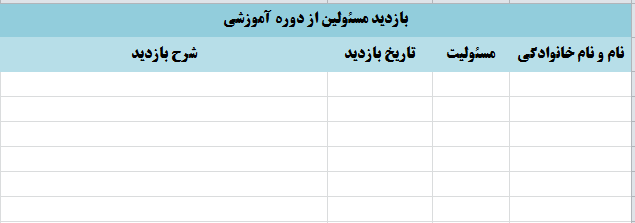 بازدید مسئولین از دوره آموزشی
نام و نام خانوادگی مسئولیت تاریخ بازدید شرح بازدید